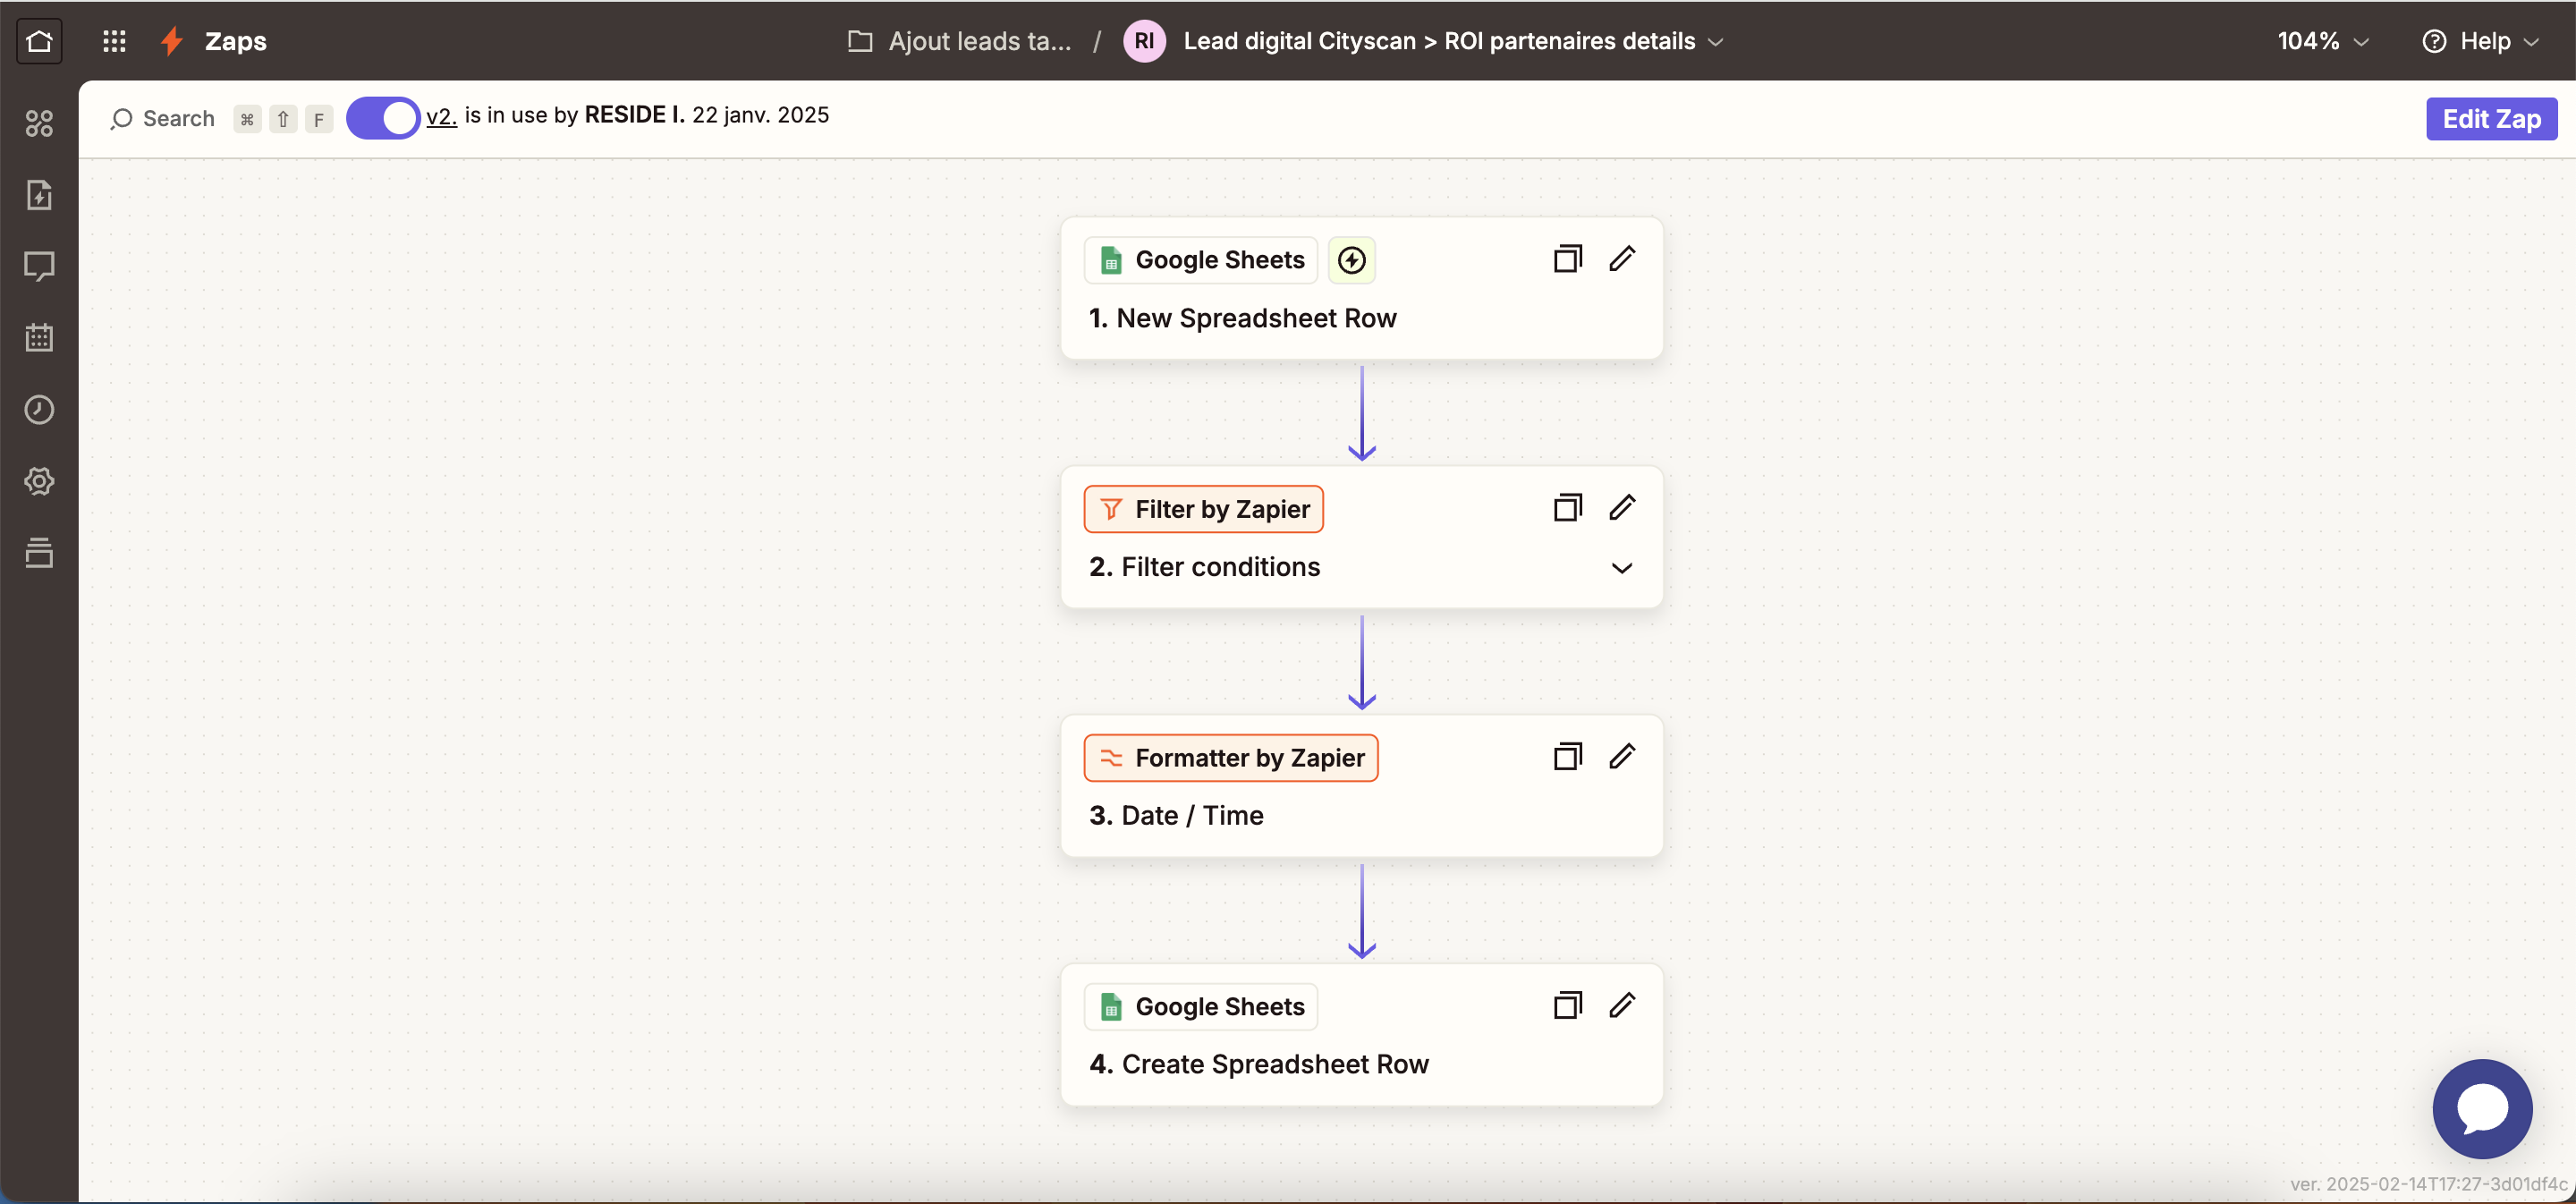 Zaps
Ajout leads ta... / RI Lead digital Cityscan > ROI partenaires details
104%
Help
Search ⌘ ⇧ F
v2. is in use by RESIDE I. 22 janv. 2025
Edit Zap
Google Sheets
1. New Spreadsheet Row
Filter by Zapier
2. Filter conditions
Formatter by Zapier
3. Date / Time
Google Sheets
4. Create Spreadsheet Row
ver. 2025-02-14T17:27-3d01df4c